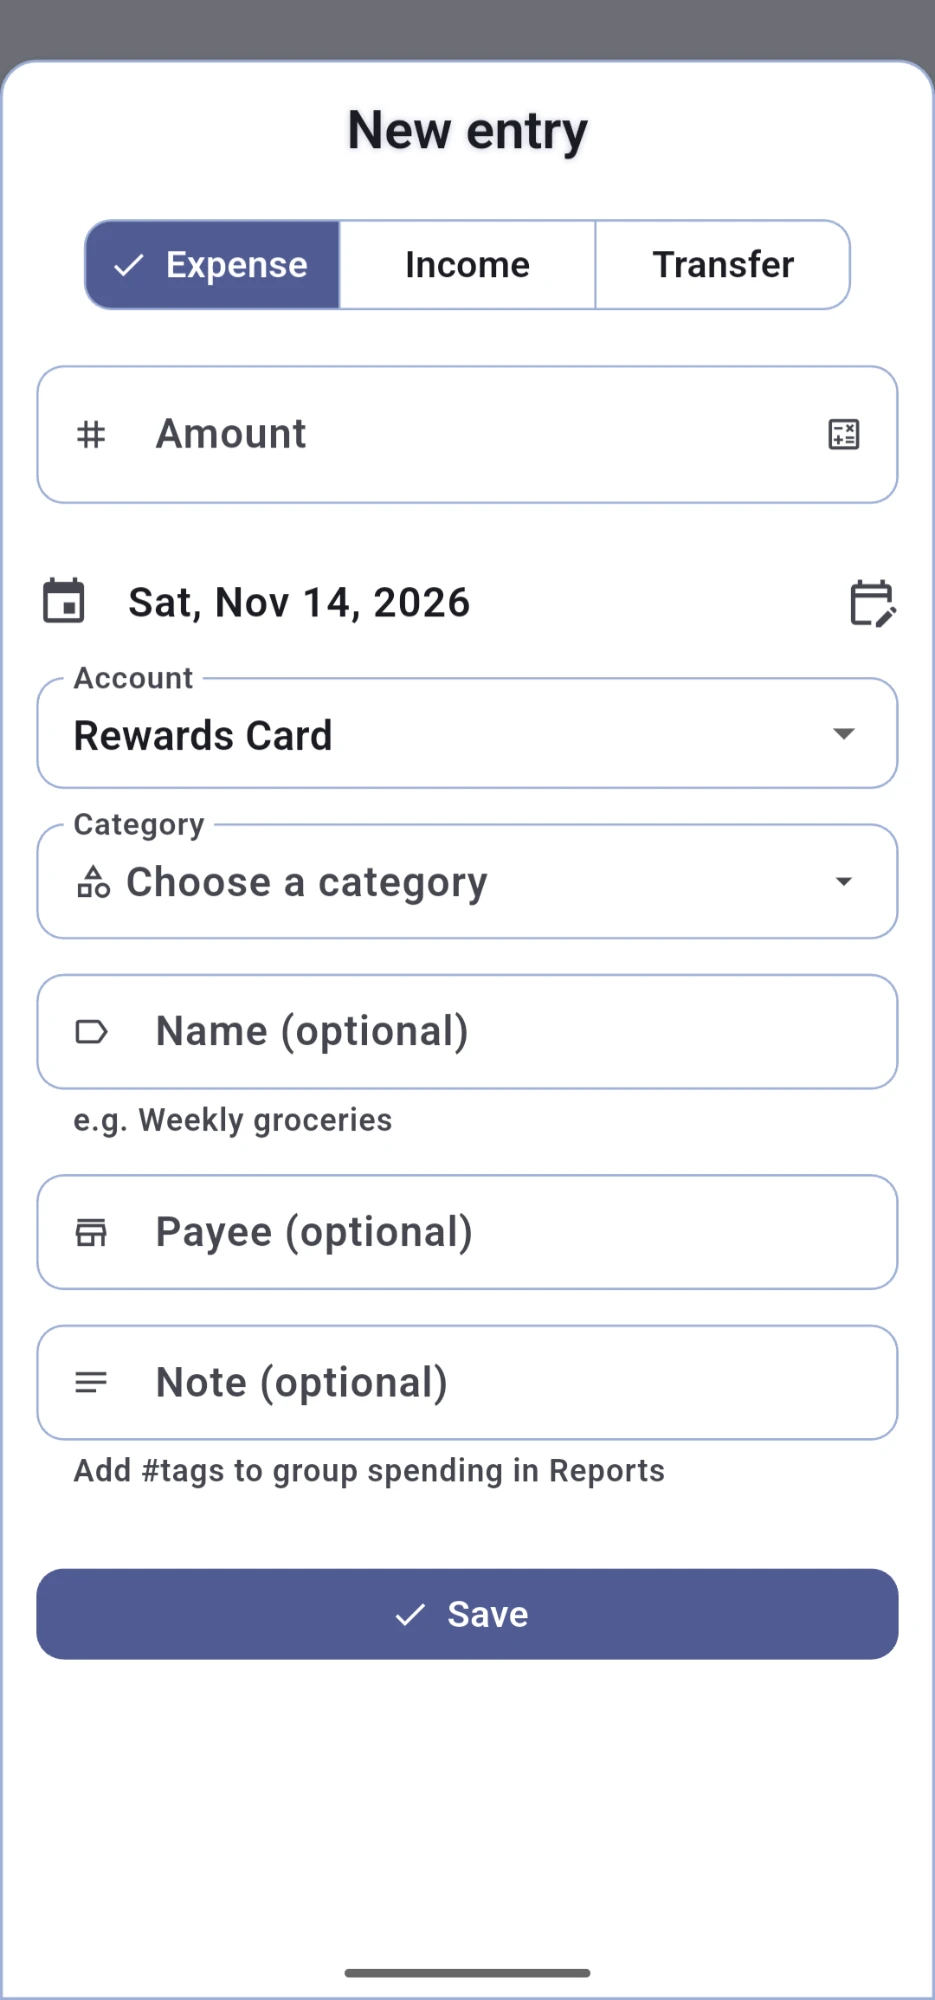 New entry
Expense
Income
Transfer
Amount
Sat, Nov 14, 2026
Account
Rewards Card
Category
Choose a category
Name (optional)
e.g. Weekly groceries
Payee (optional)
Note (optional)
Add #tags to group spending in Reports
Save